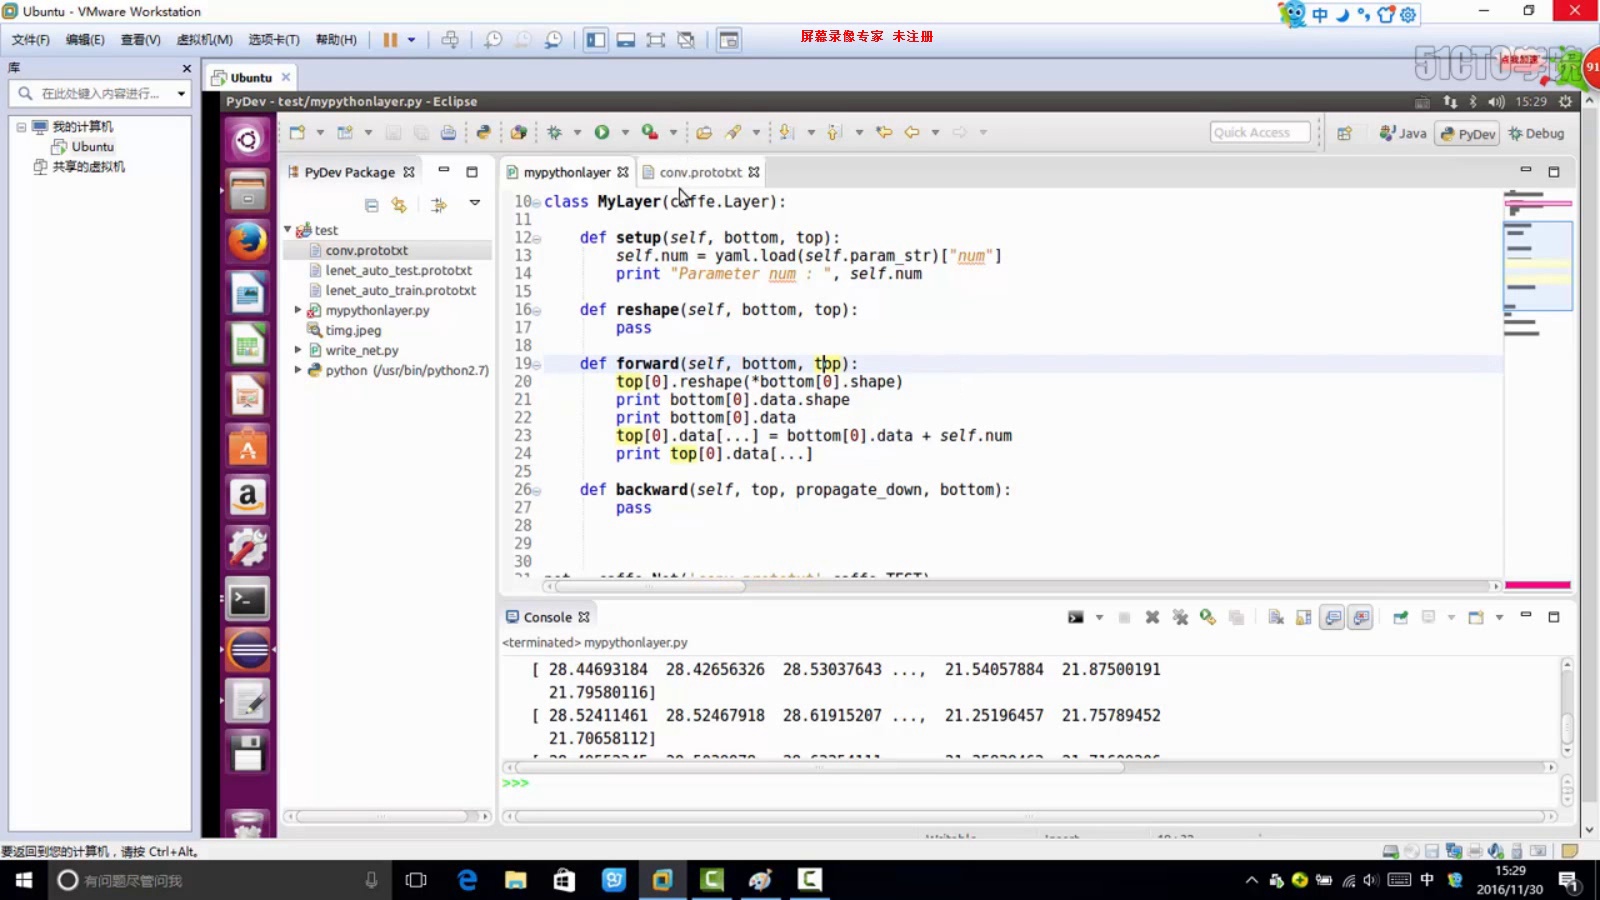 Ubuntu - VMware Workstation
中
文件(F) 编辑(E) 查看(V) 虚拟机(M) 选项卡(T) 帮助(H)
屏幕录像专家 未注册
51CTO学院
91
库
Ubuntu
在此处键入内容进行...
我的计算机
Ubuntu
共享的虚拟机
PyDev - test/mypythonlayer.py - Eclipse
15:29
Quick Access
Java
PyDev
Debug
PyDev Package
mypythonlayer
conv.prototxt
test
conv.prototxt
lenet_auto_test.prototxt
lenet_auto_train.prototxt
mypythonlayer.py
timg.jpeg
write_net.py
python (/usr/bin/python2.7)
10 class MyLayer(caffe.Layer):
11
12 def setup(self, bottom, top):
13 self.num = yaml.load(self.param_str)["num"]
14 print "Parameter num : ", self.num
15
16 def reshape(self, bottom, top):
17 pass
18
19 def forward(self, bottom, top):
20 top[0].reshape(*bottom[0].shape)
21 print bottom[0].data.shape
22 print bottom[0].data
23 top[0].data[...] = bottom[0].data + self.num
24 print top[0].data[...]
25
26 def backward(self, top, propagate_down, bottom):
27 pass
28
29
30
Console
<terminated> mypythonlayer.py
[ 28.44693184 28.42656326 28.53037643 ..., 21.54057884 21.87500191
21.79580116]
[ 28.52411461 28.52467918 28.61915207 ..., 21.25196457 21.75789452
21.70658112]
>>>
要返回到您的计算机，请按 Ctrl+Alt。
有问题尽管问我
中
15:29
2016/11/30
1